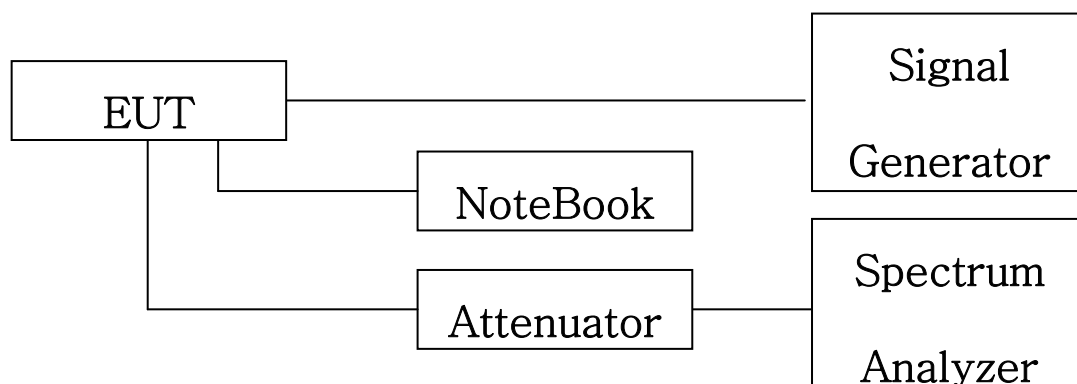 Signal
EUT
Generator
NoteBook
Spectrum
Attenuator
Analyzer